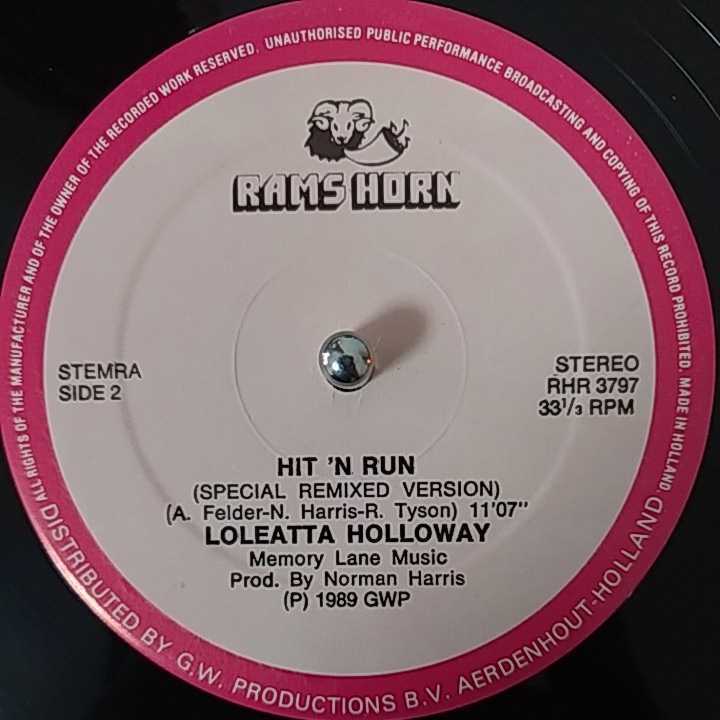 ALL RIGHTS OF THE MANUFACTURER AND OF THE OWNER OF THE RECORDED WORK RESERVED. UNAUTHORISED PUBLIC PERFORMANCE BROADCASTING AND COPYING OF THIS RECORD PROHIBITED. MADE IN HOLLAND.
RAMS HORN
STEMRA
SIDE 2
STEREO
RHR 3797
33¹/₃ RPM
HIT 'N RUN
(SPECIAL REMIXED VERSION)
(A. Felder-N. Harris-R. Tyson) 11'07"
LOLEATTA HOLLOWAY
Memory Lane Music
Prod. By Norman Harris
(P) 1989 GWP
DISTRIBUTED BY G.W. PRODUCTIONS B.V. AERDENHOUT-HOLLAND